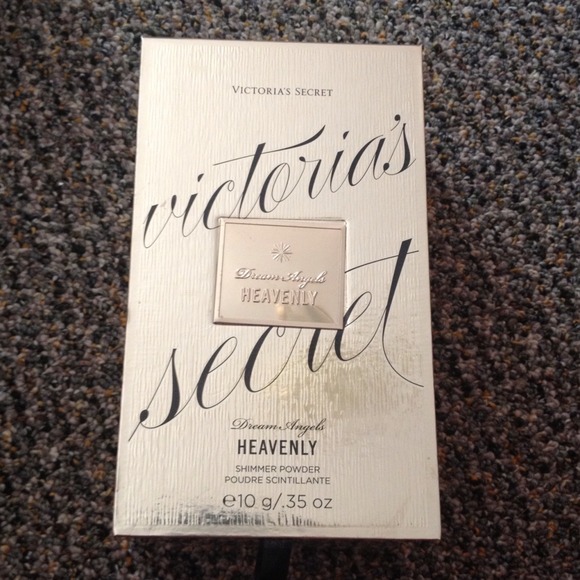 VICTORIA'S SECRET
victoria's
Dream Angels
HEAVENLY
secret
Dream Angels
HEAVENLY
SHIMMER POWDER
POUDRE SCINTILLANTE
℮10 g/.35 oz